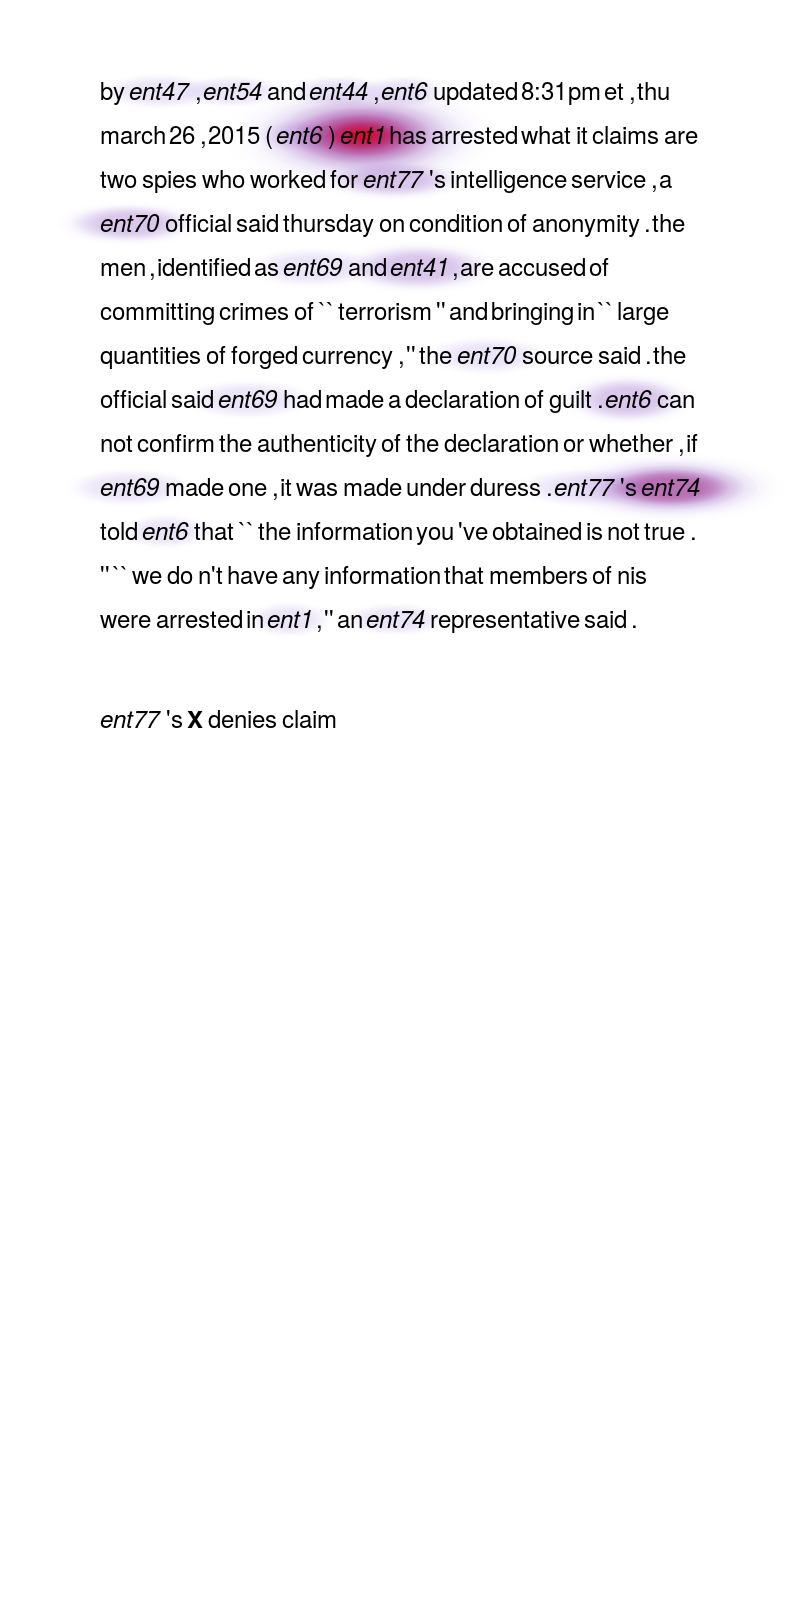 by ent47 , ent54 and ent44 , ent6 updated 8:31pm et , thu
march 26 , 2015 ( ent6 ) ent1 has arrested what it claims are
two spies who worked for ent77 's intelligence service , a
ent70 official said thursday on condition of anonymity . the
men , identified as ent69 and ent41 , are accused of
committing crimes of `` terrorism '' and bringing in `` large
quantities of forged currency , '' the ent70 source said . the
official said ent69 had made a declaration of guilt . ent6 can
not confirm the authenticity of the declaration or whether , if
ent69 made one , it was made under duress . ent77 's ent74
told ent6 that `` the information you 've obtained is not true .
'' `` we do n't have any information that members of nis
were arrested in ent1 , '' an ent74 representative said .
ent77 's X denies claim